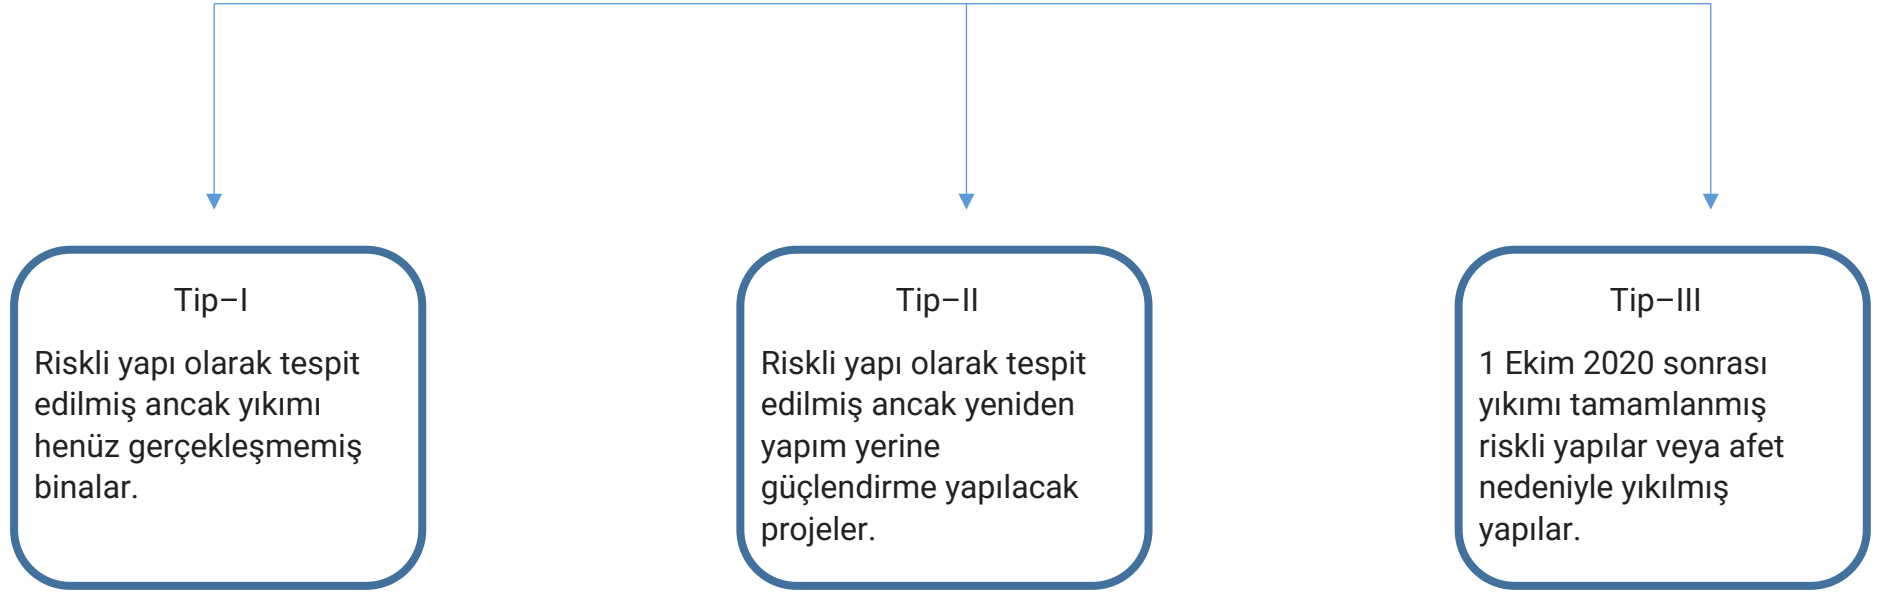 Tip–I
Riskli yapı olarak tespit
edilmiş ancak yıkımı
henüz gerçekleşmemiş
binalar.
Tip–II
Riskli yapı olarak tespit
edilmiş ancak yeniden
yapım yerine
güçlendirme yapılacak
projeler.
Tip–III
1 Ekim 2020 sonrası
yıkımı tamamlanmış
riskli yapılar veya afet
nedeniyle yıkılmış
yapılar.